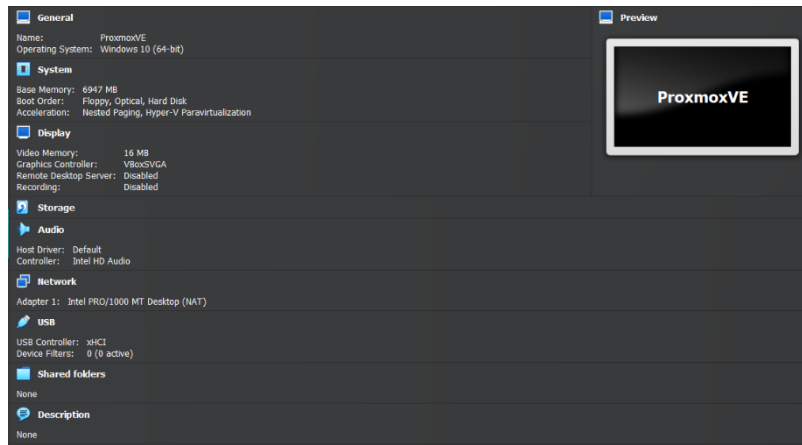 General
Name: ProxmoxVE
Operating System: Windows 10 (64-bit)
System
Base Memory: 6947 MB
Boot Order: Floppy, Optical, Hard Disk
Acceleration: Nested Paging, Hyper-V Paravirtualization
Display
Video Memory: 16 MB
Graphics Controller: VBoxSVGA
Remote Desktop Server: Disabled
Recording: Disabled
Storage
Audio
Host Driver: Default
Controller: Intel HD Audio
Network
Adapter 1: Intel PRO/1000 MT Desktop (NAT)
USB
USB Controller: xHCI
Device Filters: 0 (0 active)
Shared folders
None
Description
None
Preview
ProxmoxVE